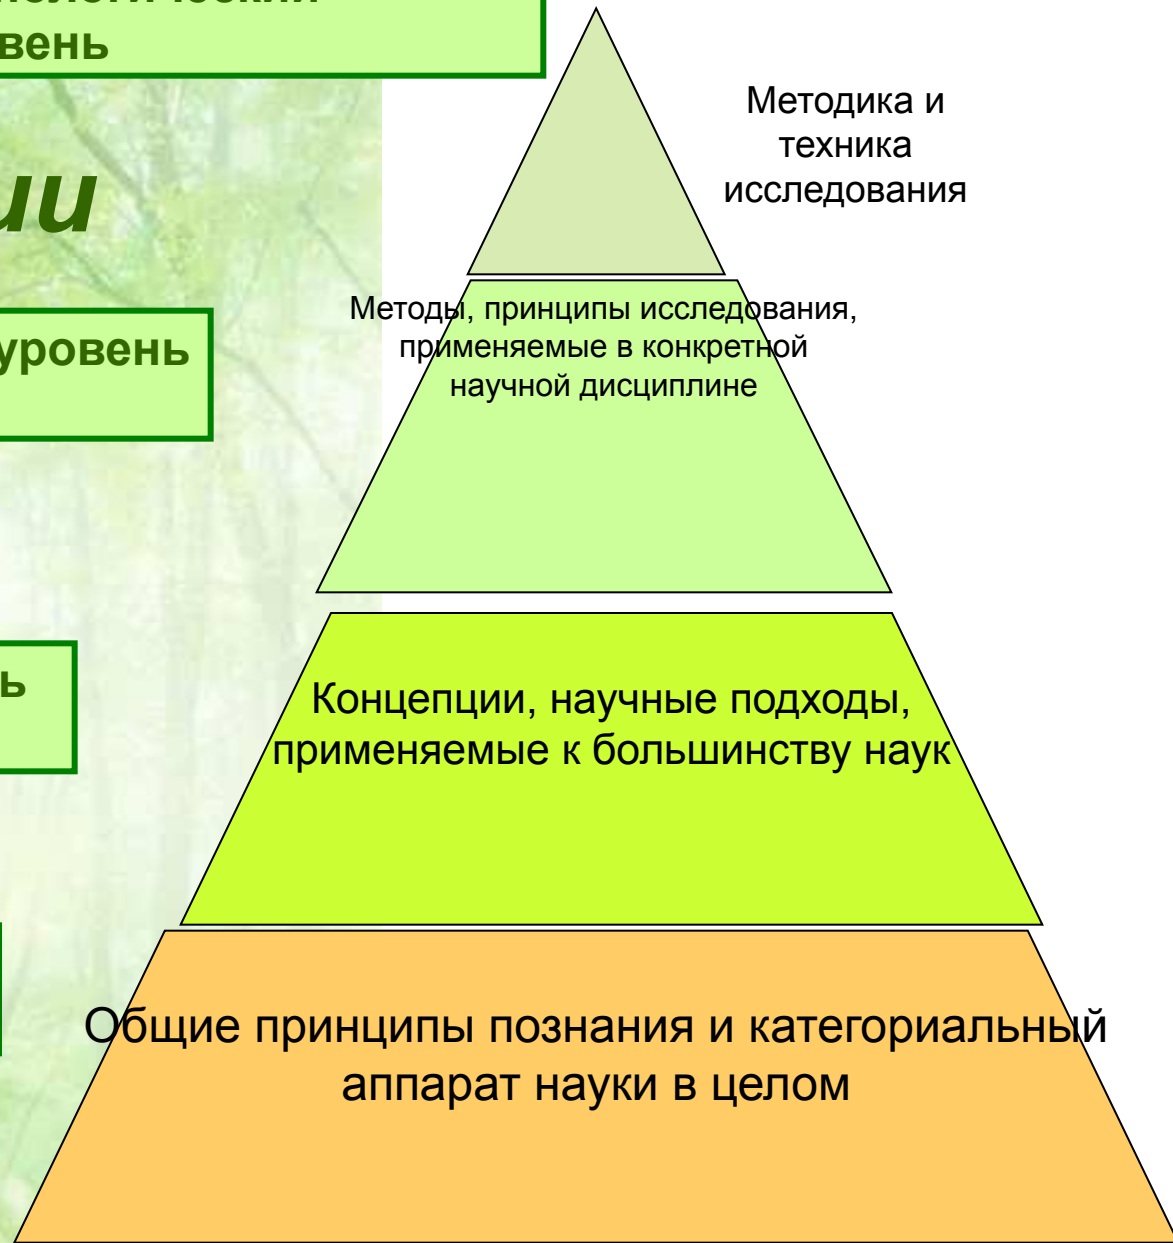 вень
Методика и
техника
исследования
ии
Методы, принципы исследования,
применяемые в конкретной
научной дисциплине
уровень
ь
Концепции, научные подходы,
применяемые к большинству наук
Общие принципы познания и категориальный
аппарат науки в целом